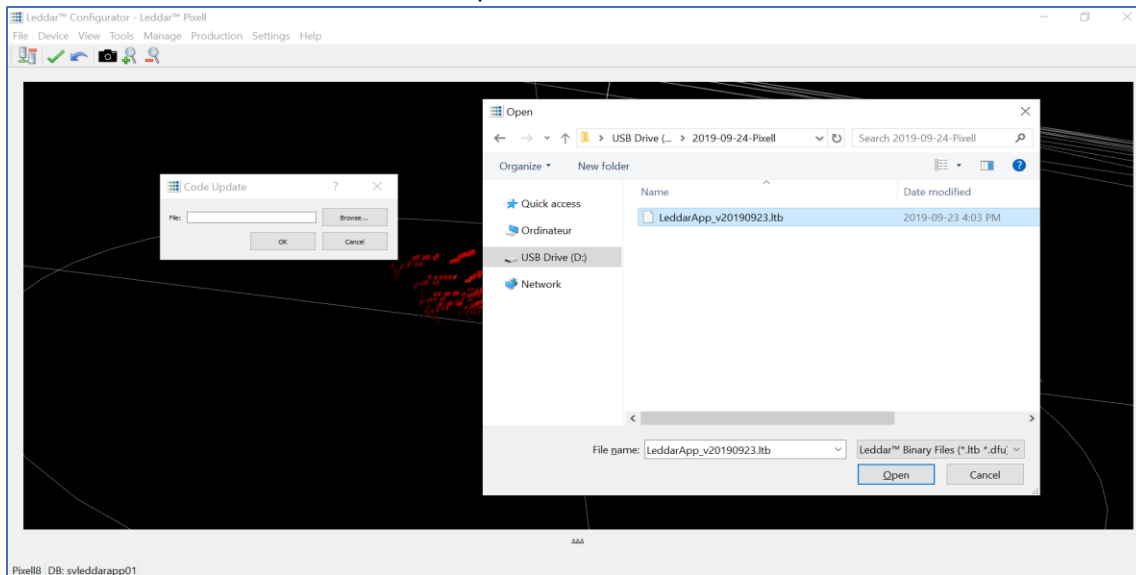 Leddar™ Configurator - Leddar™ Pixell
File Device View Tools Manage Production Settings Help
Open
USB Drive (... > 2019-09-24-Pixell
Search 2019-09-24-Pixell
Organize
New folder
Code Update
?
File:
Browse...
OK
Cancel
Quick access
Ordinateur
USB Drive (D:)
Network
Name
Date modified
LeddarApp_v20190923.ltb
2019-09-23 4:03 PM
File name: LeddarApp_v20190923.ltb
Leddar™ Binary Files (*.ltb *.dfu)
Open
Cancel
Pixell8 DB: svleddarapp01